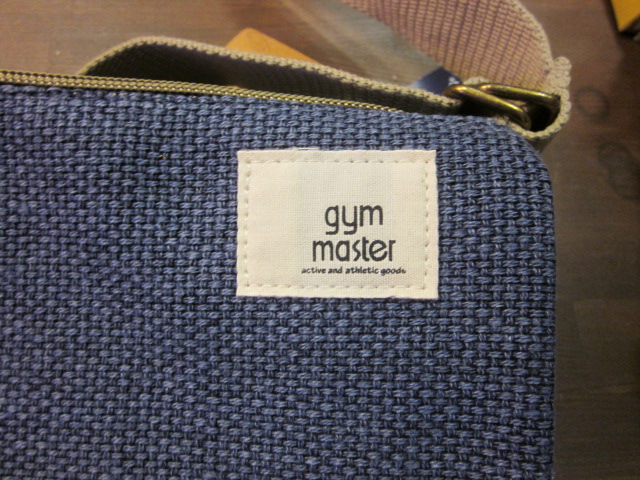 gym
master
active and athletic goods